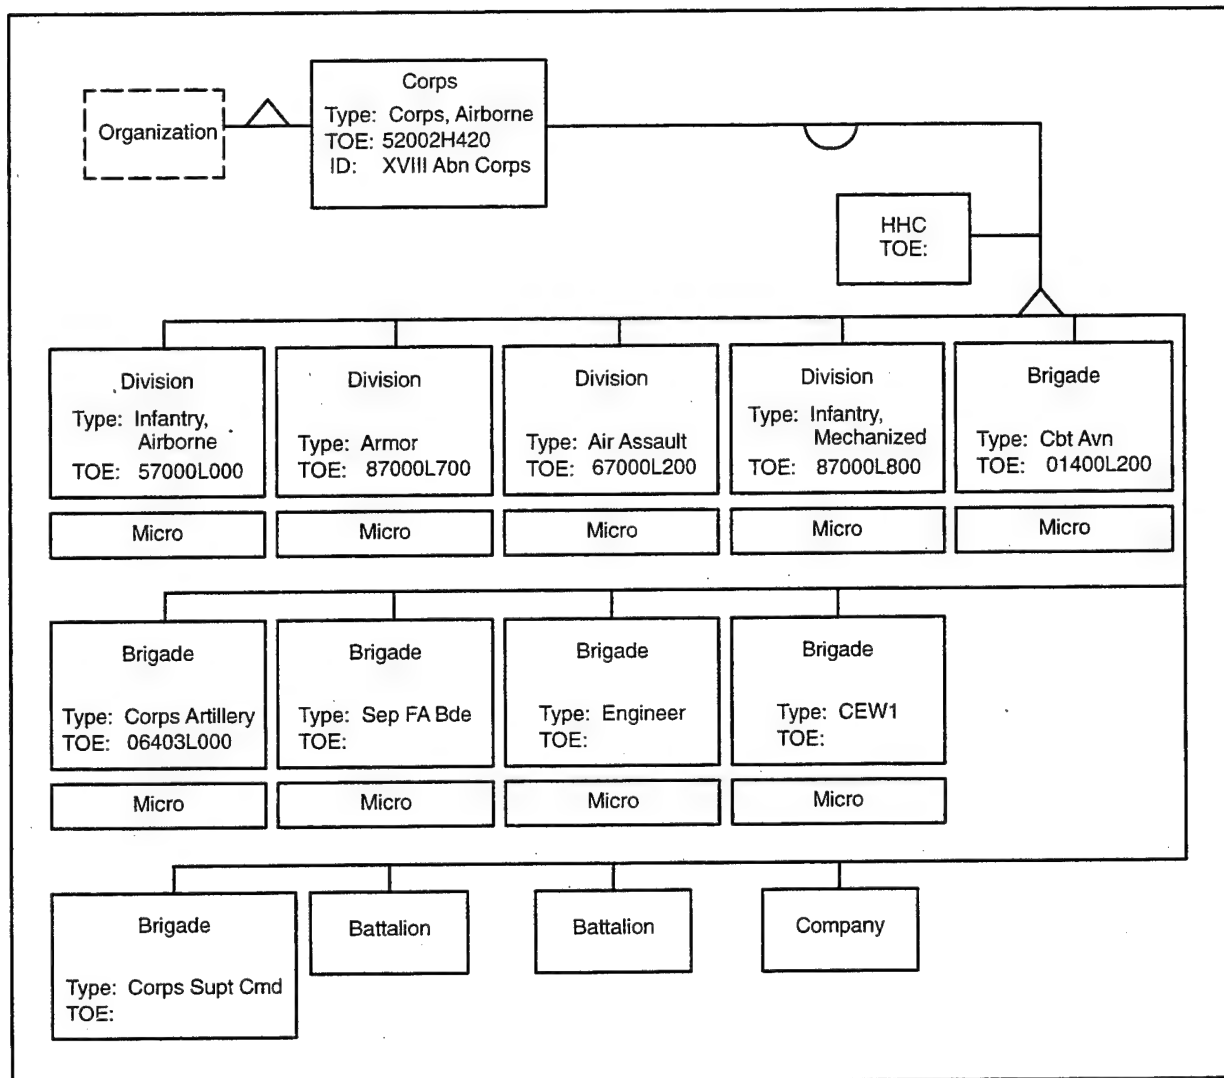 Organization
Corps
Type: Corps, Airborne
TOE: 52002H420
ID: XVIII Abn Corps
HHC
TOE:
Division
Type: Infantry,
Airborne
TOE: 57000L000
Micro
Division
Type: Armor
TOE: 87000L700
Micro
Division
Type: Air Assault
TOE: 67000L200
Micro
Division
Type: Infantry,
Mechanized
TOE: 87000L800
Micro
Brigade
Type: Cbt Avn
TOE: 01400L200
Micro
Brigade
Type: Corps Artillery
TOE: 06403L000
Micro
Brigade
Type: Sep FA Bde
TOE:
Micro
Brigade
Type: Engineer
TOE:
Micro
Brigade
Type: CEW1
TOE:
Micro
Brigade
Type: Corps Supt Cmd
TOE:
Battalion
Battalion
Company